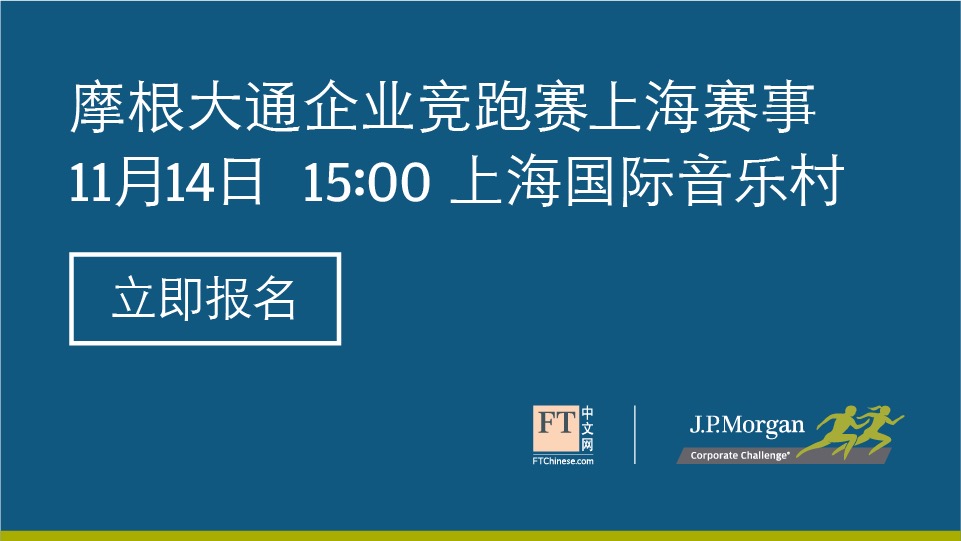 摩根大通企业竞跑赛上海赛事
11月14日 15:00 上海国际音乐村
立即报名
FT
中文网
FTChinese.com
J.P.Morgan
Corporate Challenge®